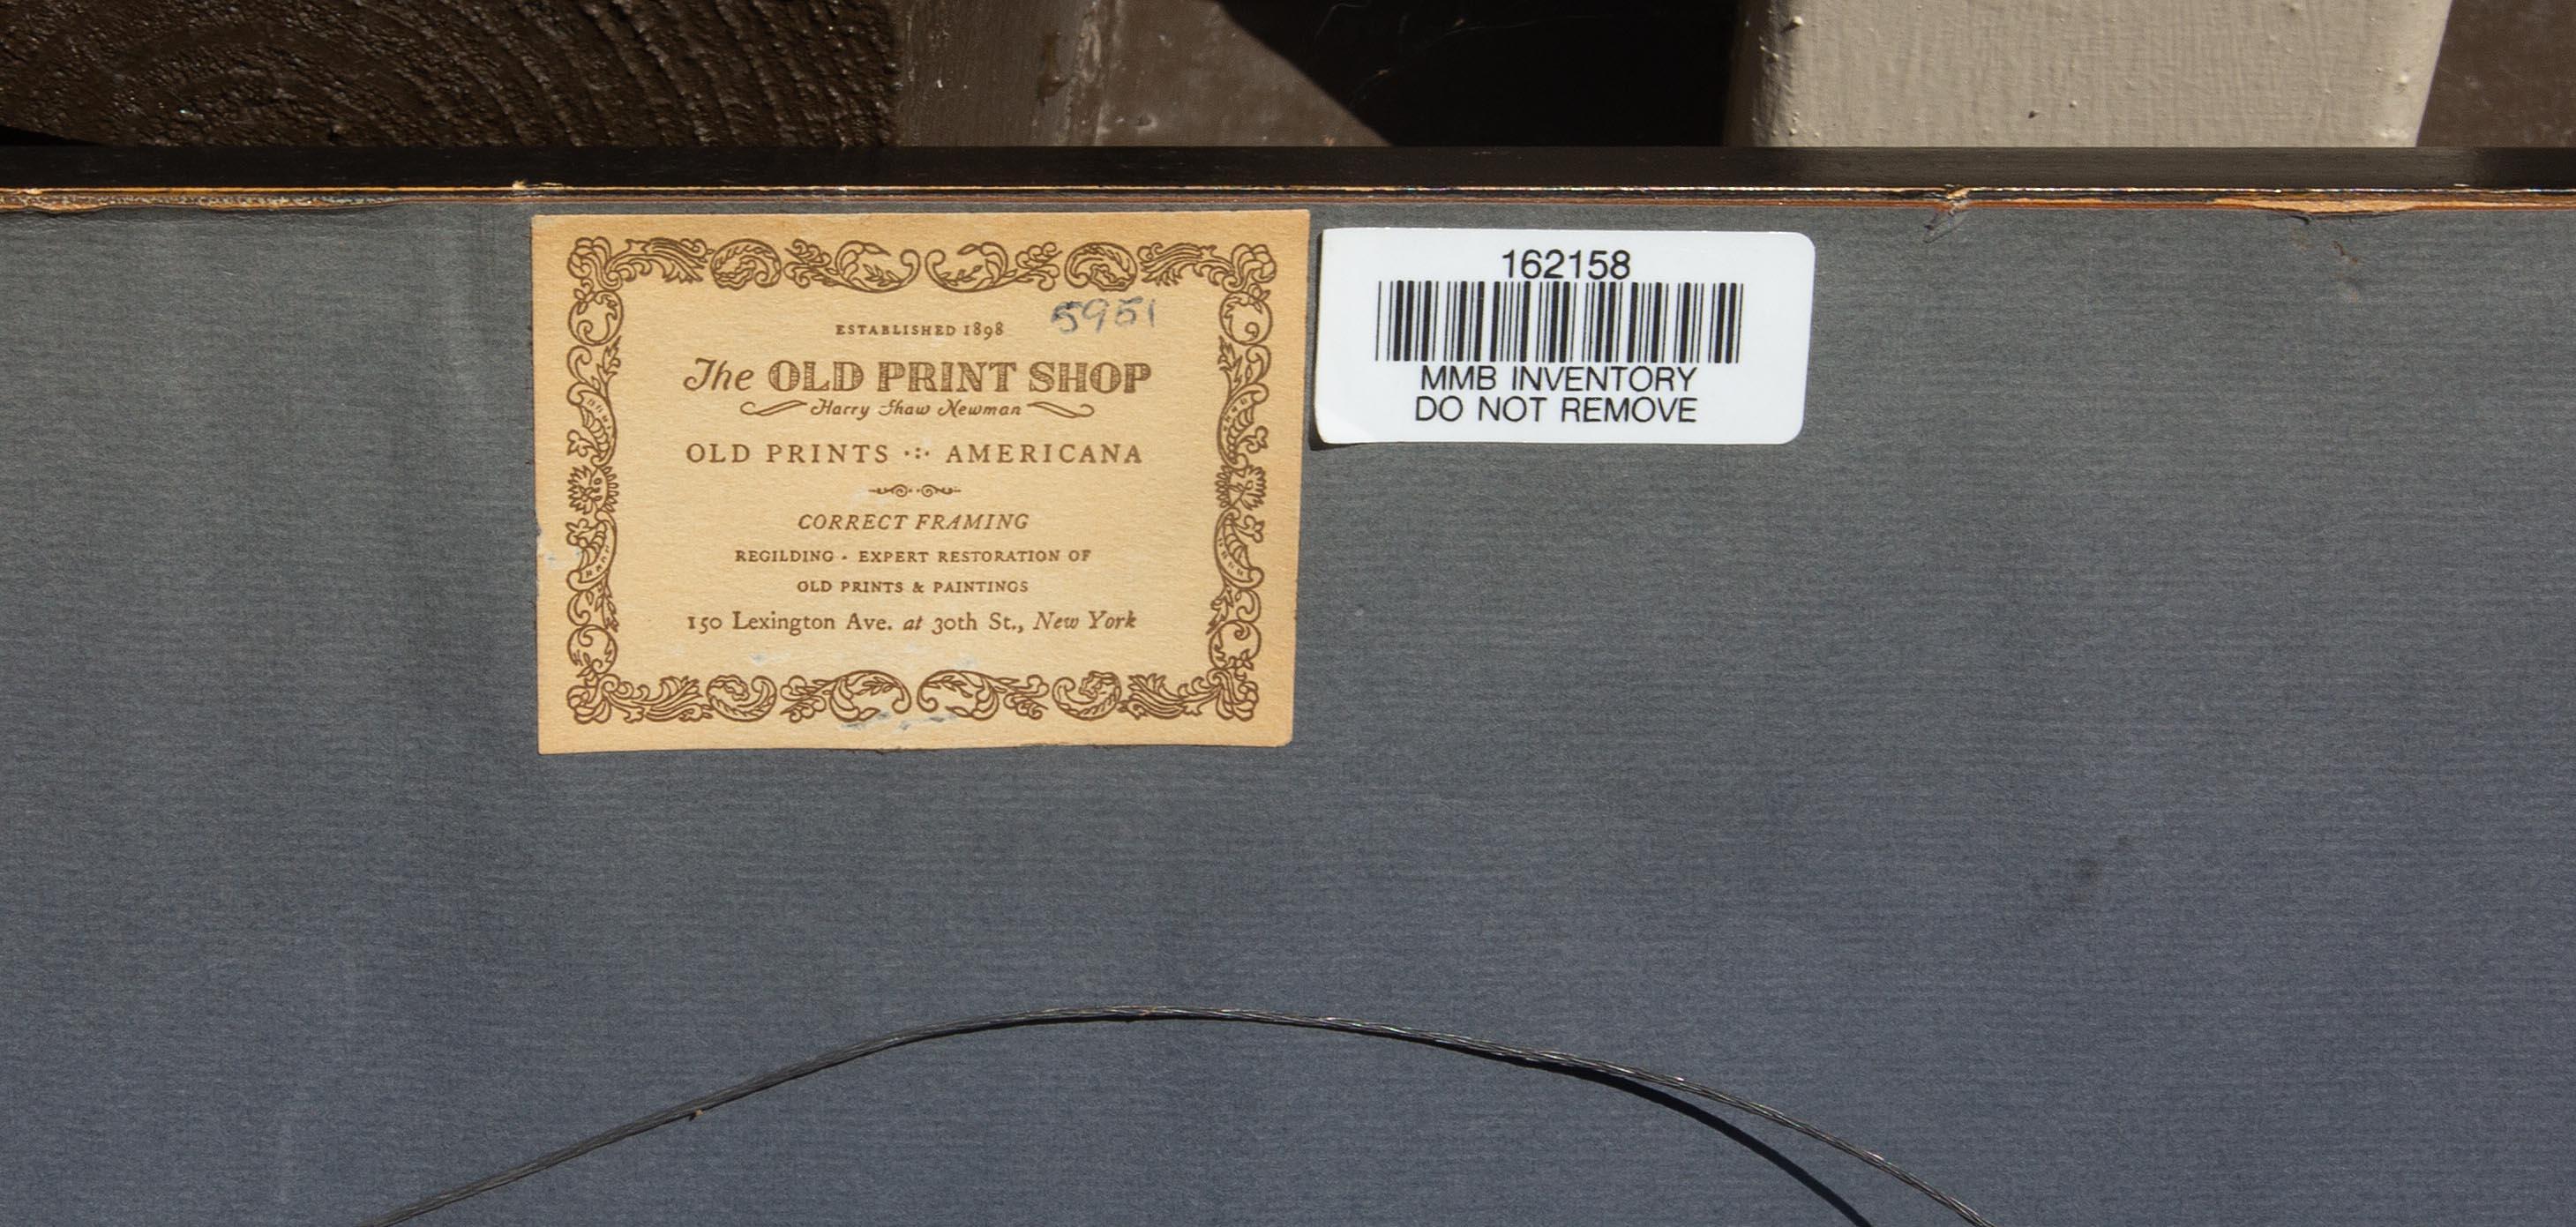 ESTABLISHED 1898
5951
The OLD PRINT SHOP
Harry Shaw Newman
OLD PRINTS ·:· AMERICANA
CORRECT FRAMING
REGILDING - EXPERT RESTORATION OF
OLD PRINTS & PAINTINGS
150 Lexington Ave. at 30th St., New York
162158
MMB INVENTORY
DO NOT REMOVE